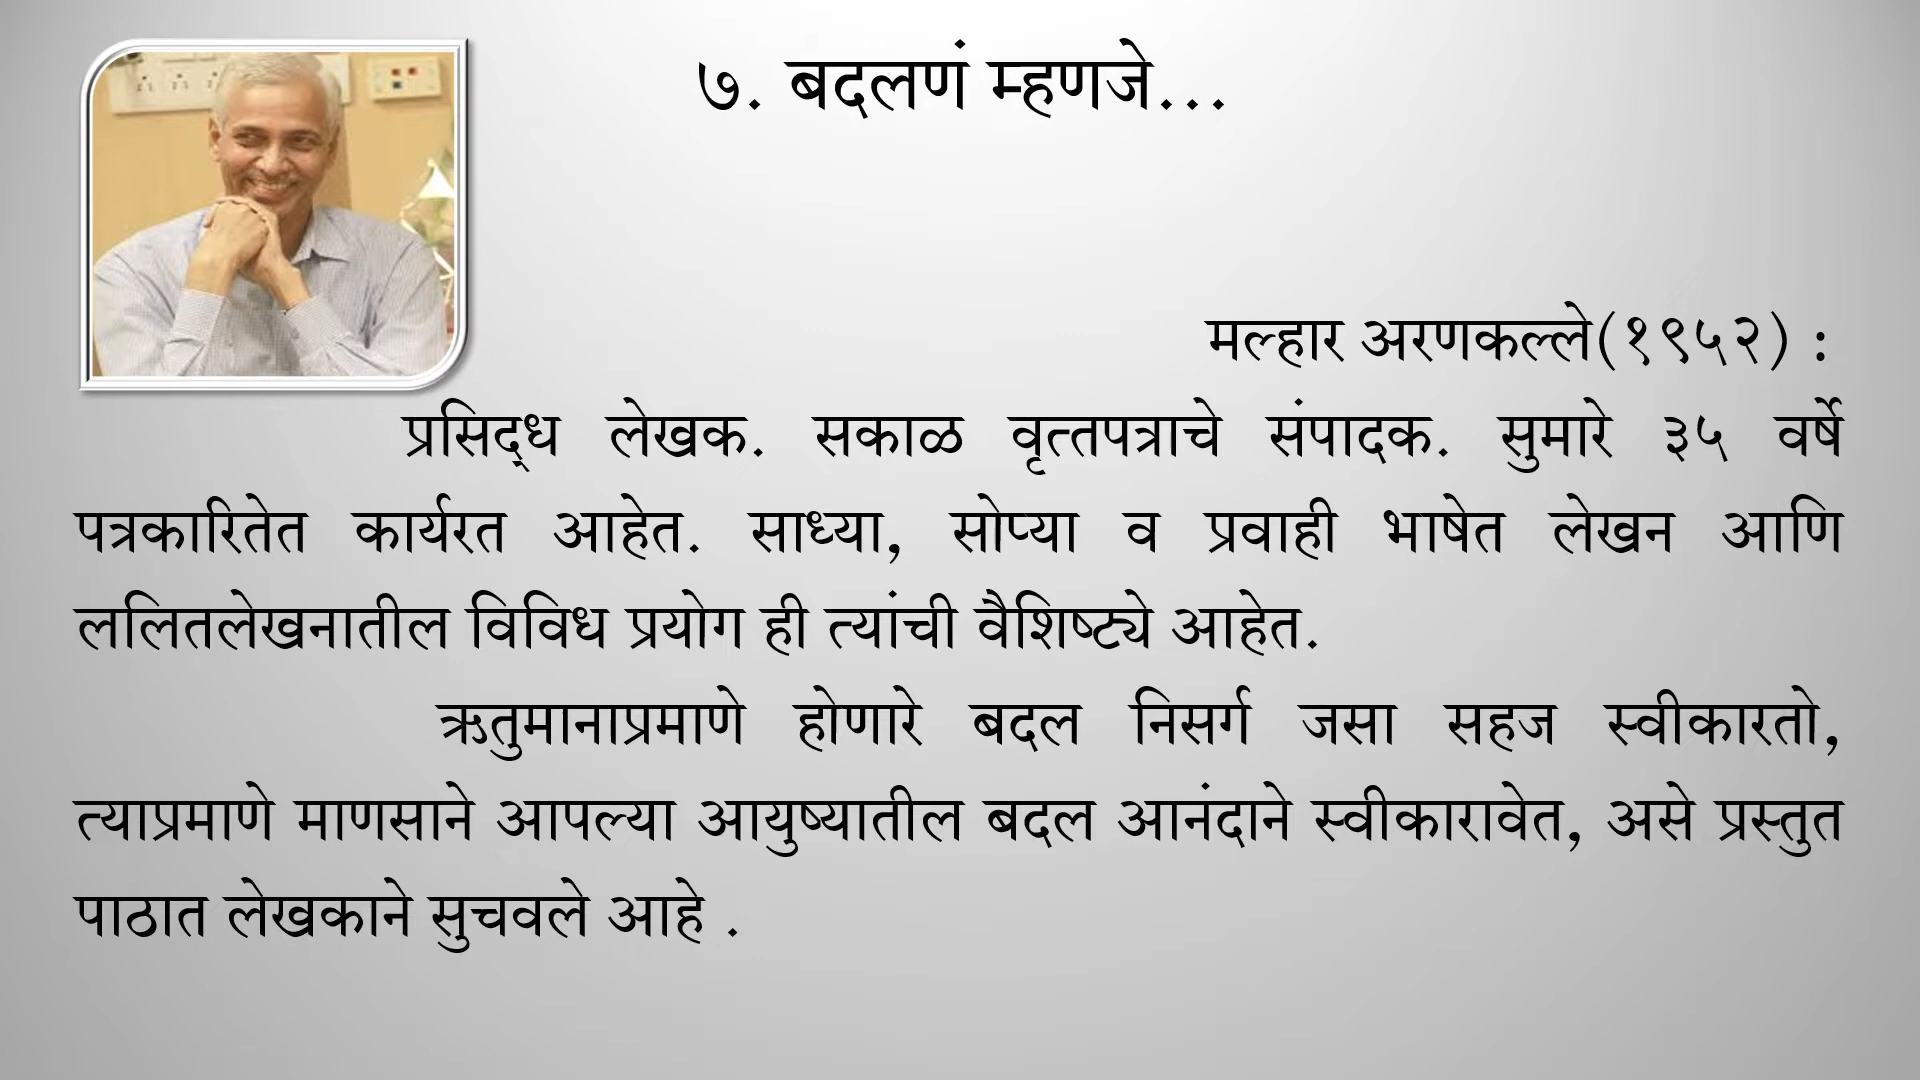 ७. बदलणं म्हणजे...
मल्हार अरणकल्ले(१९५२) :
प्रसिद्ध लेखक. सकाळ वृत्तपत्राचे संपादक. सुमारे ३५ वर्षे
पत्रकारितेत कार्यरत आहेत. साध्या, सोप्या व प्रवाही भाषेत लेखन आणि
ललितलेखनातील विविध प्रयोग ही त्यांची वैशिष्ट्ये आहेत.
ऋतुमानाप्रमाणे होणारे बदल निसर्ग जसा सहज स्वीकारतो,
त्याप्रमाणे माणसाने आपल्या आयुष्यातील बदल आनंदाने स्वीकारावेत, असे प्रस्तुत
पाठात लेखकाने सुचवले आहे .